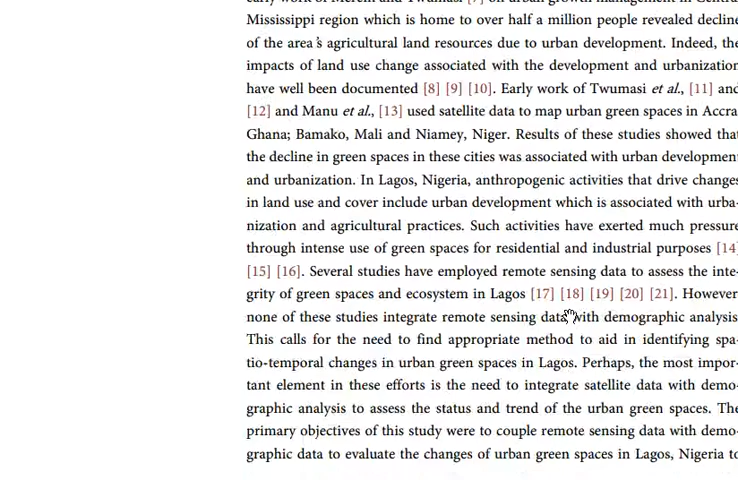 early work of Merem and Twumasi [7] on urban growth management in Central
Mississippi region which is home to over half a million people revealed decline
of the area's agricultural land resources due to urban development. Indeed, the
impacts of land use change associated with the development and urbanization
have well been documented [8] [9] [10]. Early work of Twumasi et al., [11] and
[12] and Manu et al., [13] used satellite data to map urban green spaces in Accra
Ghana; Bamako, Mali and Niamey, Niger. Results of these studies showed that
the decline in green spaces in these cities was associated with urban development
and urbanization. In Lagos, Nigeria, anthropogenic activities that drive changes
in land use and cover include urban development which is associated with urba-
nization and agricultural practices. Such activities have exerted much pressure
through intense use of green spaces for residential and industrial purposes [14]
[15] [16]. Several studies have employed remote sensing data to assess the inte-
grity of green spaces and ecosystem in Lagos [17] [18] [19] [20] [21]. However
none of these studies integrate remote sensing data with demographic analysis
This calls for the need to find appropriate method to aid in identifying spa-
tio-temporal changes in urban green spaces in Lagos. Perhaps, the most impor-
tant element in these efforts is the need to integrate satellite data with demo-
graphic analysis to assess the status and trend of the urban green spaces. The
primary objectives of this study were to couple remote sensing data with demo-
graphic data to evaluate the changes of urban green spaces in Lagos, Nigeria to